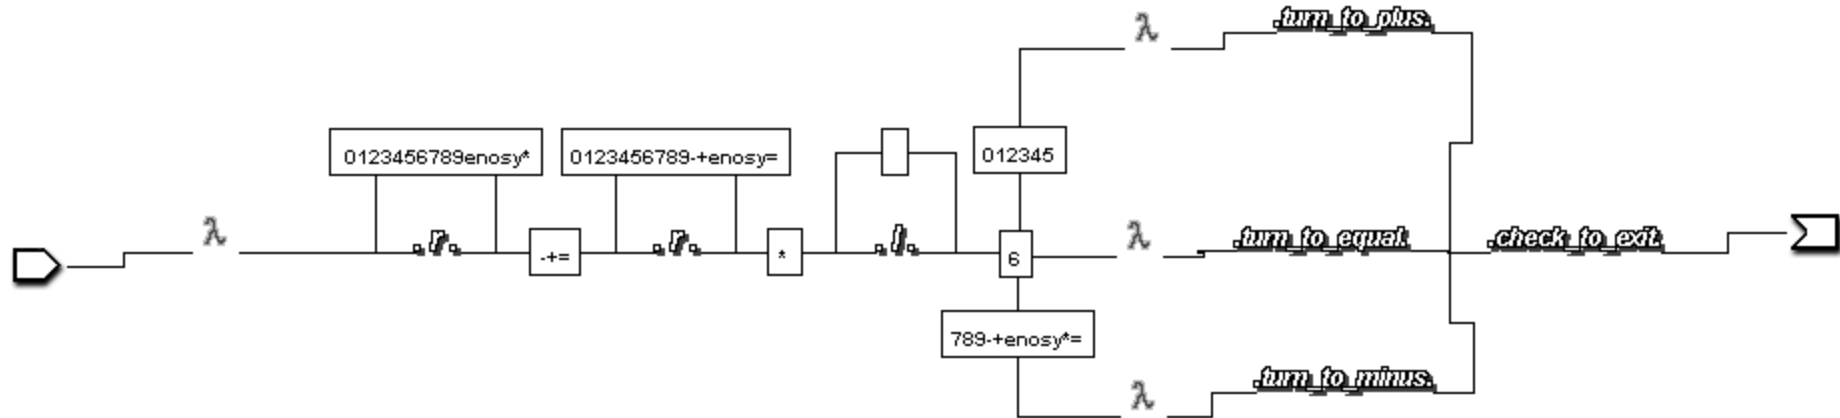 λ .turn_to_plus.
0123456789enosy* 0123456789-+enosy= 012345
λ .r. -+= .r. * .l. 6 λ .turn_to_equal. .check_to_exit.
789-+enosy*=
λ .turn_to_minus.